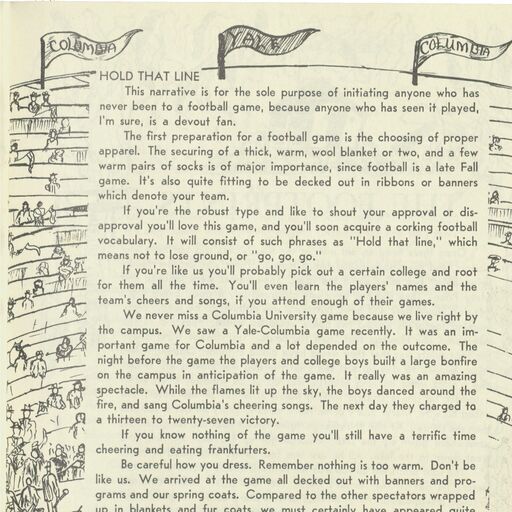 COLUMBIA
YALE
COLUMBIA
HOLD THAT LINE
This narrative is for the sole purpose of initiating anyone who has
never been to a football game, because anyone who has seen it played,
I'm sure, is a devout fan.
The first preparation for a football game is the choosing of proper
apparel. The securing of a thick, warm, wool blanket or two, and a few
warm pairs of socks is of major importance, since football is a late Fall
game. It's also quite fitting to be decked out in ribbons or banners
which denote your team.
If you're the robust type and like to shout your approval or dis-
approval you'll love this game, and you'll soon acquire a corking football
vocabulary. It will consist of such phrases as "Hold that line," which
means not to lose ground, or "go, go, go."
If you're like us you'll probably pick out a certain college and root
for them all the time. You'll even learn the players' names and the
team's cheers and songs, if you attend enough of their games.
We never miss a Columbia University game because we live right by
the campus. We saw a Yale-Columbia game recently. It was an im-
portant game for Columbia and a lot depended on the outcome. The
night before the game the players and college boys built a large bonfire
on the campus in anticipation of the game. It really was an amazing
spectacle. While the flames lit up the sky, the boys danced around the
fire, and sang Columbia's cheering songs. The next day they charged to
a thirteen to twenty-seven victory.
If you know nothing of the game you'll still have a terrific time
cheering and eating frankfurters.
Be careful how you dress. Remember nothing is too warm. Don't be
like us. We arrived at the game all decked out with banners and pro-
grams and our spring coats. Compared to the other spectators wrapped
up in blankets and fur coats, we must certainly have appeared quite